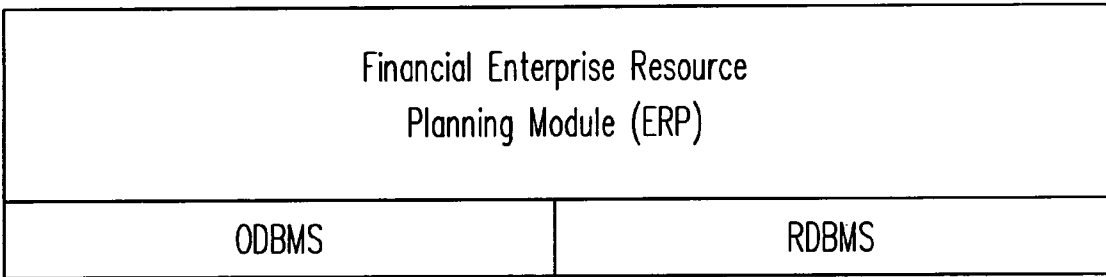 Financial Enterprise Resource
Planning Module (ERP)
ODBMS RDBMS